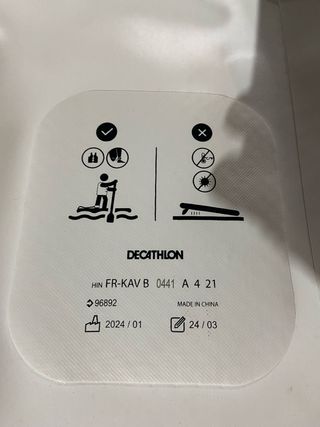 DECATHLON
HIN FR-KAV B 0441 A 4 21
96892 MADE IN CHINA
2024 / 01 24 / 03